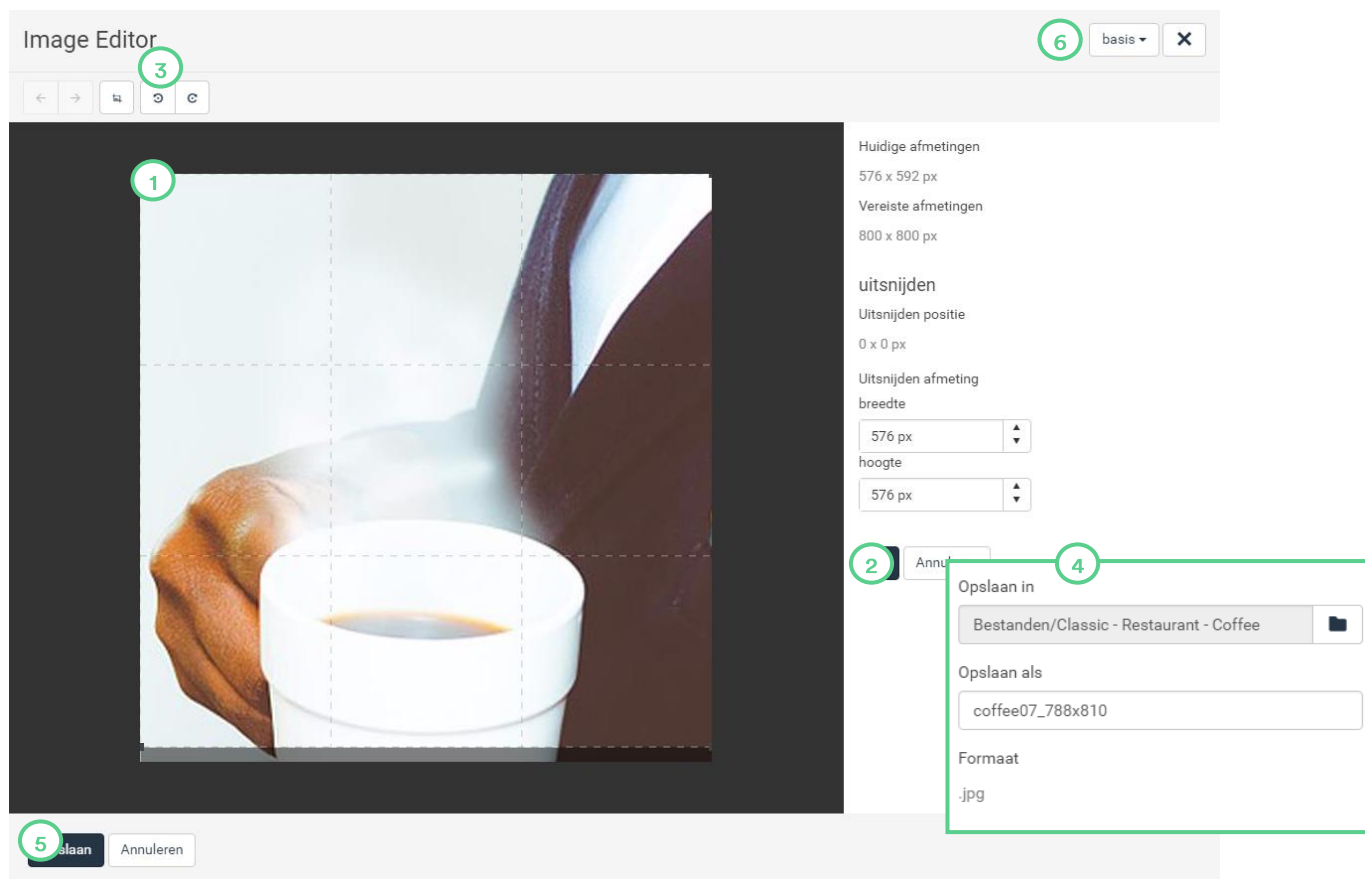 Image Editor
6
basis
3
1
Huidige afmetingen
576 x 592 px
Vereiste afmetingen
800 x 800 px
uitsnijden
Uitsnijden positie
0 x 0 px
Uitsnijden afmeting
breedte
576 px
hoogte
576 px
2
Annu
4
Opslaan in
Bestanden/Classic - Restaurant - Coffee
Opslaan als
coffee07_788x810
Formaat
.jpg
5
slaan
Annuleren